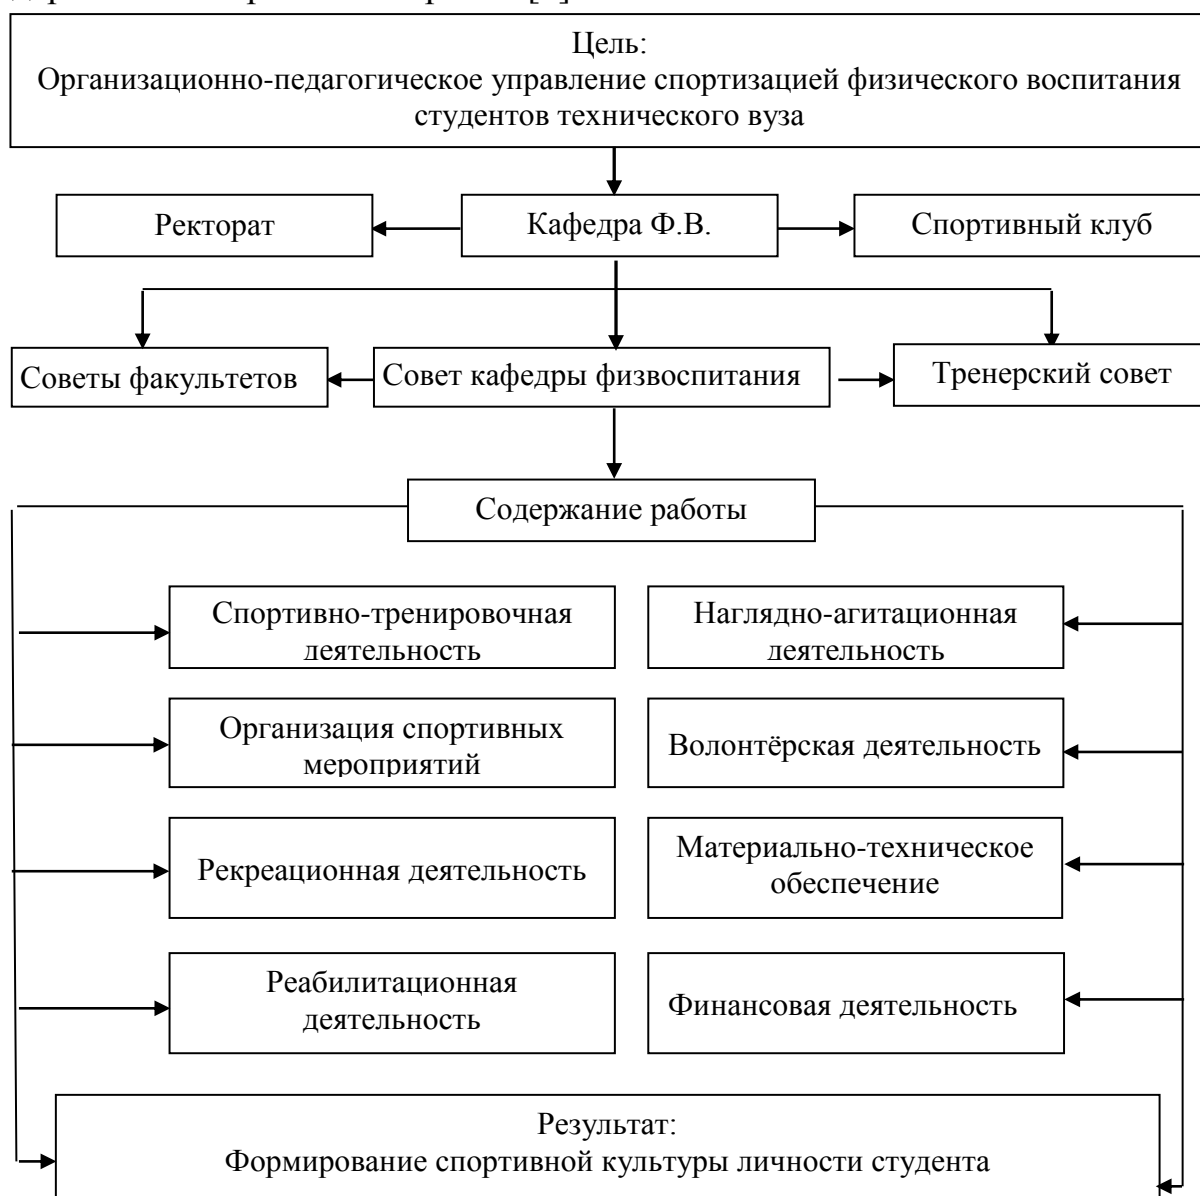 Цель:
Организационно-педагогическое управление спортизацией физического воспитания
студентов технического вуза
Ректорат
Кафедра Ф.В.
Спортивный клуб
Советы факультетов
Совет кафедры физвоспитания
Тренерский совет
Содержание работы
Спортивно-тренировочная
деятельность
Наглядно-агитационная
деятельность
Организация спортивных
мероприятий
Волонтёрская деятельность
Рекреационная деятельность
Материально-техническое
обеспечение
Реабилитационная
деятельность
Финансовая деятельность
Результат:
Формирование спортивной культуры личности студента